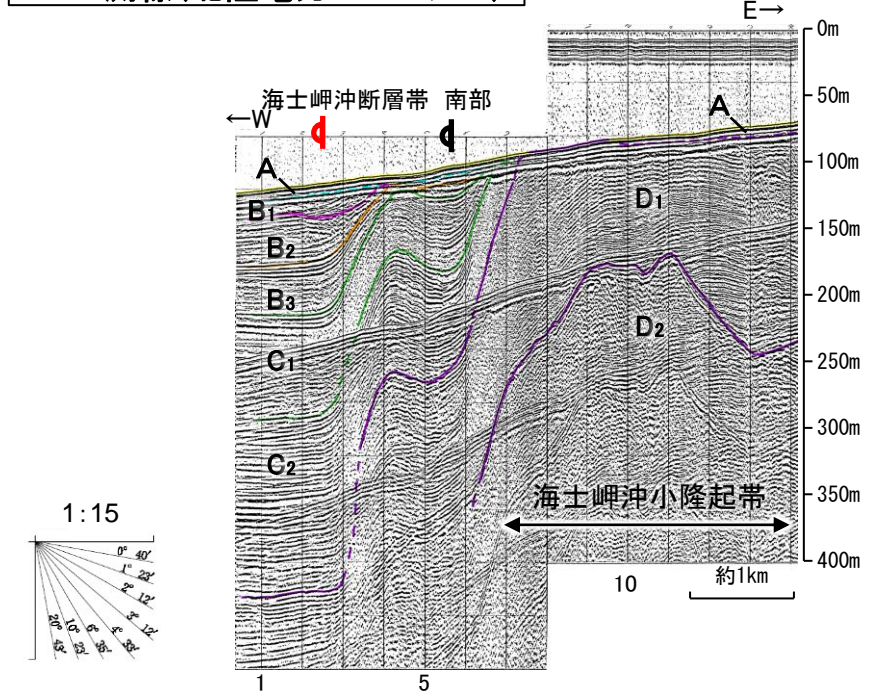 E→
0m
50m
100m
150m
200m
250m
300m
350m
400m
海士岬沖断層帯 南部
←W
A
A
B1
B2
B3
C1
C2
D1
D2
海士岬沖小隆起帯
約1km
1
5
10
1:15
0° 40′
1° 23′
2° 12′
3° 12′
4° 33′
6° 35′
10° 23′
20° 43′